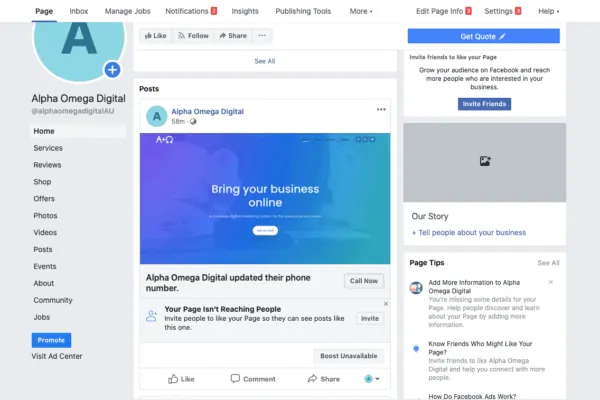 Page
Inbox
Manage Jobs
Notifications
Insights
Publishing Tools
More
Edit Page Info
Settings
Help
A
Alpha Omega Digital
@alphaomegadigitalAU
Home
Services
Reviews
Shop
Offers
Photos
Videos
Posts
Events
About
Community
Jobs
Promote
Visit Ad Center
Like
Follow
Share
See All
Posts
A
Alpha Omega Digital
58m
A+Ω
Bring your business
online
Alpha Omega Digital updated their phone
number.
Call Now
Your Page Isn't Reaching People
Invite people to like your Page so they can see posts like
this one.
Invite
Boost Unavailable
Like
Comment
Share
A
Get Quote
Invite friends to like your Page
Grow your audience on Facebook and reach
more people who are interested in your
business.
Invite Friends
Our Story
+ Tell people about your business
Page Tips
See All
Add More Information to Alpha
Omega Digital
You're missing some details for your
Page. Help people discover and learn
about your Page by adding more
information.
Know Friends Who Might Like Your
Page?
Invite friends to like Alpha Omega
Digital and help you connect with more
people.
How Do Facebook Ads Work?